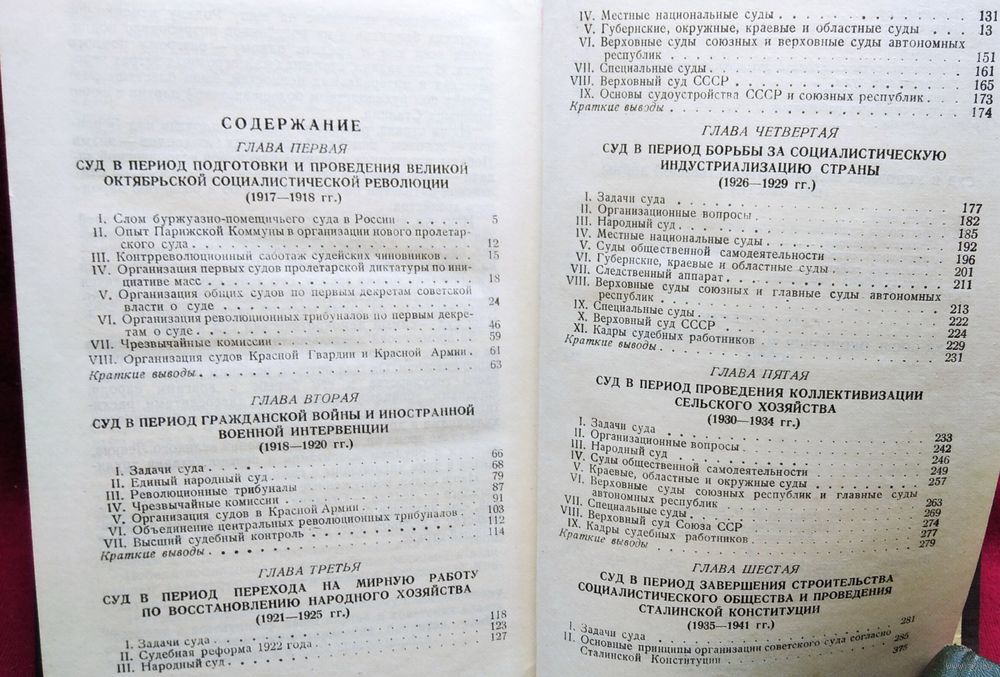 СОДЕРЖАНИЕ
ГЛАВА ПЕРВАЯ
СУД В ПЕРИОД ПОДГОТОВКИ И ПРОВЕДЕНИЯ ВЕЛИКОЙ
ОКТЯБРЬСКОЙ СОЦИАЛИСТИЧЕСКОЙ РЕВОЛЮЦИИ
(1917—1918 гг.)
I. Слом буржуазно-помещичьего суда в России . . . . . . 5
II. Опыт Парижской Коммуны в организации нового пролетар-
ского суда . . . . . . 12
III. Контрреволюционный саботаж судейских чиновников . . . . 15
IV. Организация первых судов пролетарской диктатуры по ини-
циативе масс . . . . . . 18
V. Организация общих судов по первым декретам советской
власти о суде . . . . . . 24
VI. Организация революционных трибуналов по первым декре-
там о суде . . . . . . 46
VII. Чрезвычайные комиссии . . . . . . 59
VIII. Организация судов Красной Гвардии и Красной Армии . . . 61
Краткие выводы . . . . . . 63
ГЛАВА ВТОРАЯ
СУД В ПЕРИОД ГРАЖДАНСКОЙ ВОЙНЫ И ИНОСТРАННОЙ
ВОЕННОЙ ИНТЕРВЕНЦИИ
(1918—1920 гг.)
I. Задачи суда . . . . . . 66
II. Единый народный суд . . . . . . 68
III. Революционные трибуналы . . . . . . 79
IV. Чрезвычайные комиссии . . . . . . 87
V. Организация судов в Красной Армии . . . . . . 91
VI. Объединение центральных революционных трибуналов . . . 103
VII. Высший судебный контроль . . . . . . 112
Краткие выводы . . . . . . 114
ГЛАВА ТРЕТЬЯ
СУД В ПЕРИОД ПЕРЕХОДА НА МИРНУЮ РАБОТУ
ПО ВОССТАНОВЛЕНИЮ НАРОДНОГО ХОЗЯЙСТВА
(1921—1925 гг.)
I. Задачи суда . . . . . . 118
II. Судебная реформа 1922 года . . . . . . 123
III. Народный суд . . . . . . 127
IV. Местные национальные суды . . . . . . 131
V. Губернские, окружные, краевые и областные суды . . . 13
VI. Верховные суды союзных и верховные суды автономных
республик . . . . . . 151
VII. Специальные суды . . . . . . 161
VIII. Верховный суд СССР . . . . . . 165
IX. Основы судоустройства СССР и союзных республик . . . 173
Краткие выводы . . . . . . 174
ГЛАВА ЧЕТВЕРТАЯ
СУД В ПЕРИОД БОРЬБЫ ЗА СОЦИАЛИСТИЧЕСКУЮ
ИНДУСТРИАЛИЗАЦИЮ СТРАНЫ
(1926—1929 гг.)
I. Задачи суда . . . . . . 177
II. Организационные вопросы . . . . . . 182
III. Народный суд . . . . . . 185
IV. Местные национальные суды . . . . . . 192
V. Суды общественной самодеятельности . . . . . . 196
VI. Губернские, краевые и областные суды . . . . . . 201
VII. Следственный аппарат . . . . . . 211
VIII. Верховные суды союзных и главные суды автономных
республик . . . . . . 213
IX. Специальные суды . . . . . . 222
X. Верховный суд СССР . . . . . . 224
XI. Кадры судебных работников . . . . . . 229
Краткие выводы . . . . . . 231
ГЛАВА ПЯТАЯ
СУД В ПЕРИОД ПРОВЕДЕНИЯ КОЛЛЕКТИВИЗАЦИИ
СЕЛЬСКОГО ХОЗЯЙСТВА
(1930—1934 гг.)
I. Задачи суда . . . . . . 233
II. Организационные вопросы . . . . . . 242
III. Народный суд . . . . . . 246
IV. Суды общественной самодеятельности . . . . . . 249
V. Краевые, областные и окружные суды . . . . . . 257
VI. Верховные суды союзных республик и главные суды
автономных республик . . . . . . 263
VII. Специальные суды . . . . . . 269
VIII. Верховный суд Союза ССР . . . . . . 274
IX. Кадры судебных работников . . . . . . 277
Краткие выводы . . . . . . 279
ГЛАВА ШЕСТАЯ
СУД В ПЕРИОД ЗАВЕРШЕНИЯ СТРОИТЕЛЬСТВА
СОЦИАЛИСТИЧЕСКОГО ОБЩЕСТВА И ПРОВЕДЕНИЯ
СТАЛИНСКОЙ КОНСТИТУЦИИ
(1935—1941 гг.)
I. Задачи суда . . . . . . 281
II. Основные принципы организации советского суда согласно 285
Сталинской Конституции . . . . . . 375